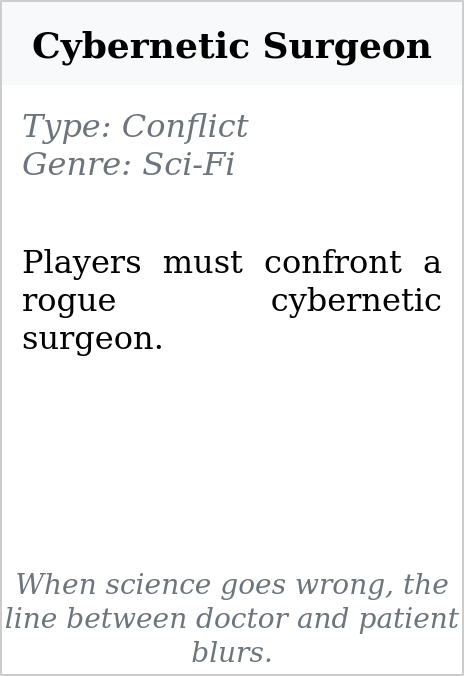 Cybernetic Surgeon
Type: Conflict
Genre: Sci-Fi
Players must confront a
rogue cybernetic
surgeon.
When science goes wrong, the
line between doctor and patient
blurs.